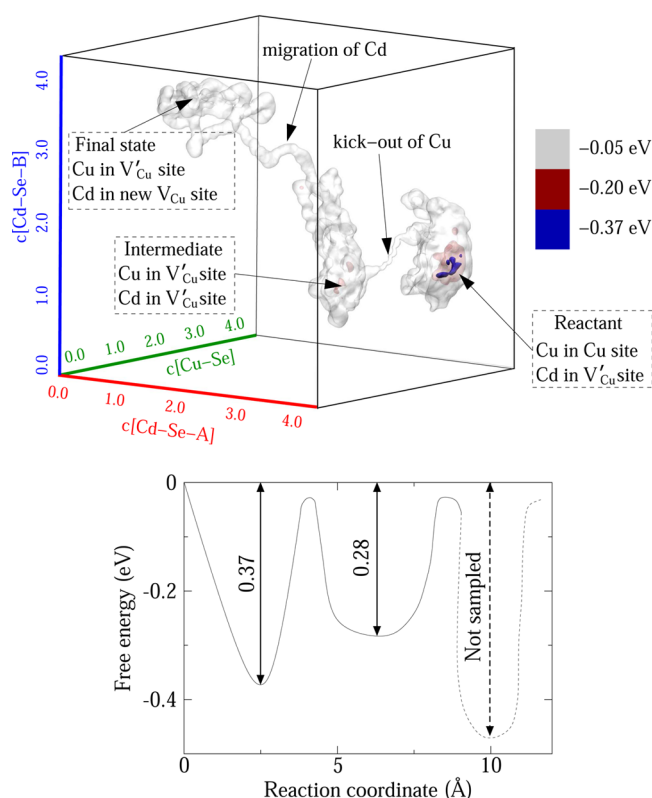 migration of Cd
kick-out of Cu
Final state
Cu in V′Cu site
Cd in new VCu site
Intermediate
Cu in V′Cu site
Cd in V′Cu site
Reactant
Cu in Cu site
Cd in V′Cu site
−0.05 eV
−0.20 eV
−0.37 eV
c[Cd−Se−B]
4.0
3.0
2.0
1.0
0.0
0.0 1.0 2.0 3.0 4.0
c[Cu−Se]
0.0 1.0 2.0 3.0 4.0
c[Cd−Se−A]
Free energy (eV)
0
-0.2
-0.4
0.37
0.28
Not sampled
0 5 10
Reaction coordinate (Å)